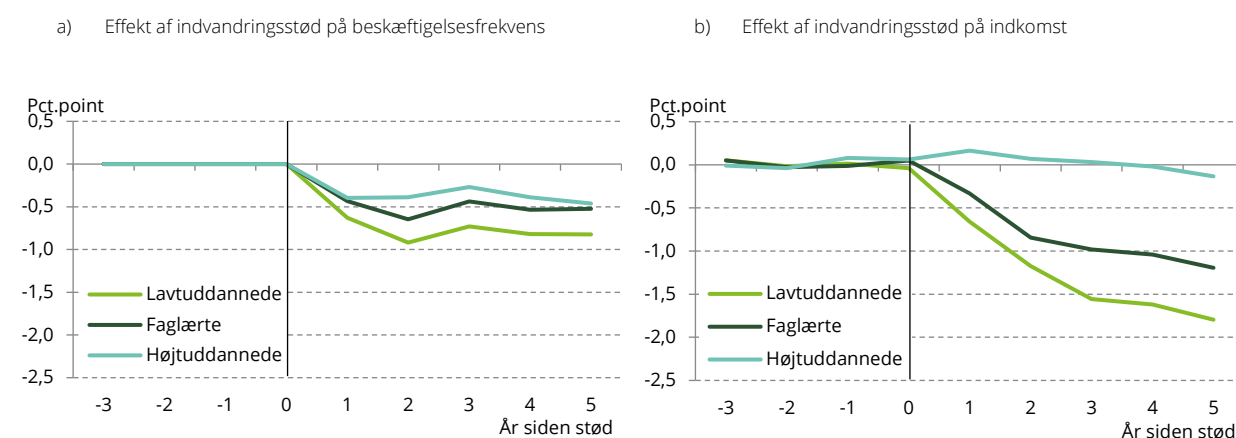 a) Effekt af indvandringsstød på beskæftigelsesfrekvens
Pct.point
0,5
0,0
-0,5
-1,0
-1,5
-2,0
-2,5
Lavtuddannede
Faglærte
Højtuddannede
-3 -2 -1 0 1 2 3 4 5
År siden stød
b) Effekt af indvandringsstød på indkomst
Pct.point
0,5
0,0
-0,5
-1,0
-1,5
-2,0
-2,5
Lavtuddannede
Faglærte
Højtuddannede
-3 -2 -1 0 1 2 3 4 5
År siden stød